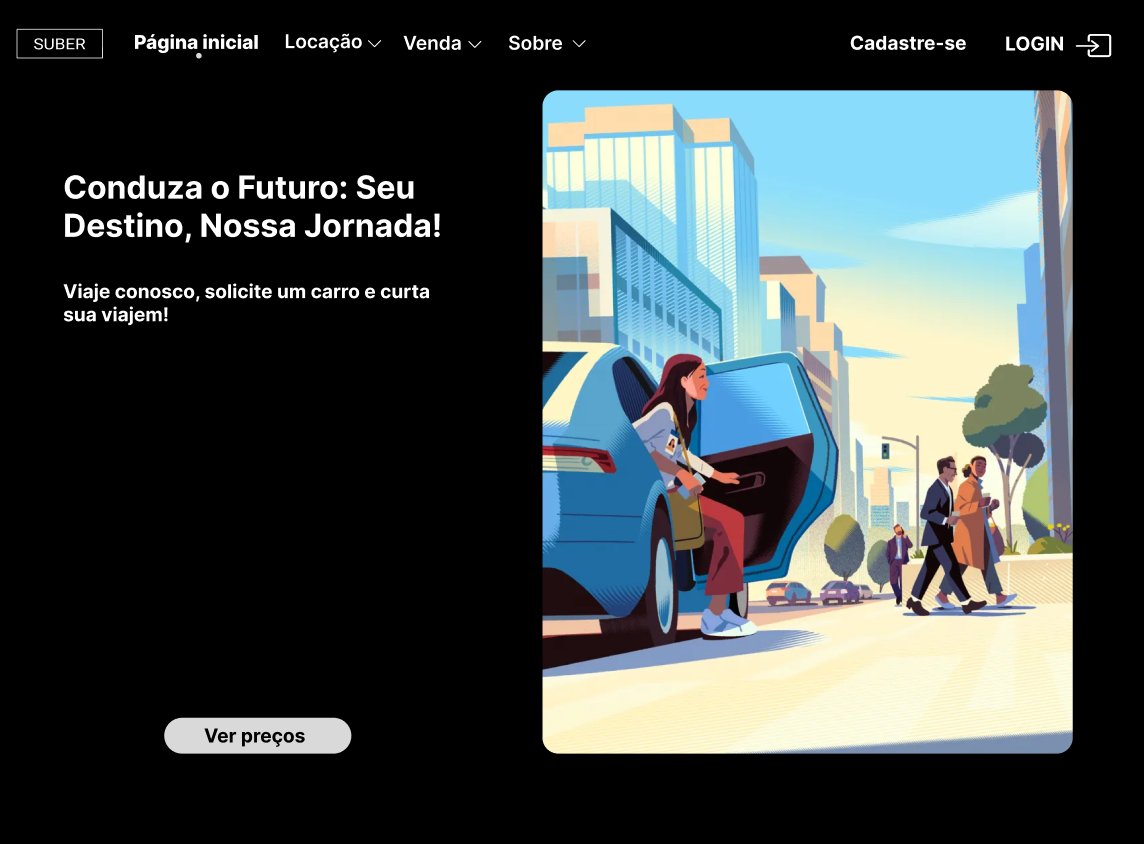 SUBER
Página inicial
Locação
Venda
Sobre
Cadastre-se
LOGIN
Conduza o Futuro: Seu
Destino, Nossa Jornada!
Viaje conosco, solicite um carro e curta
sua viajem!
Ver preços